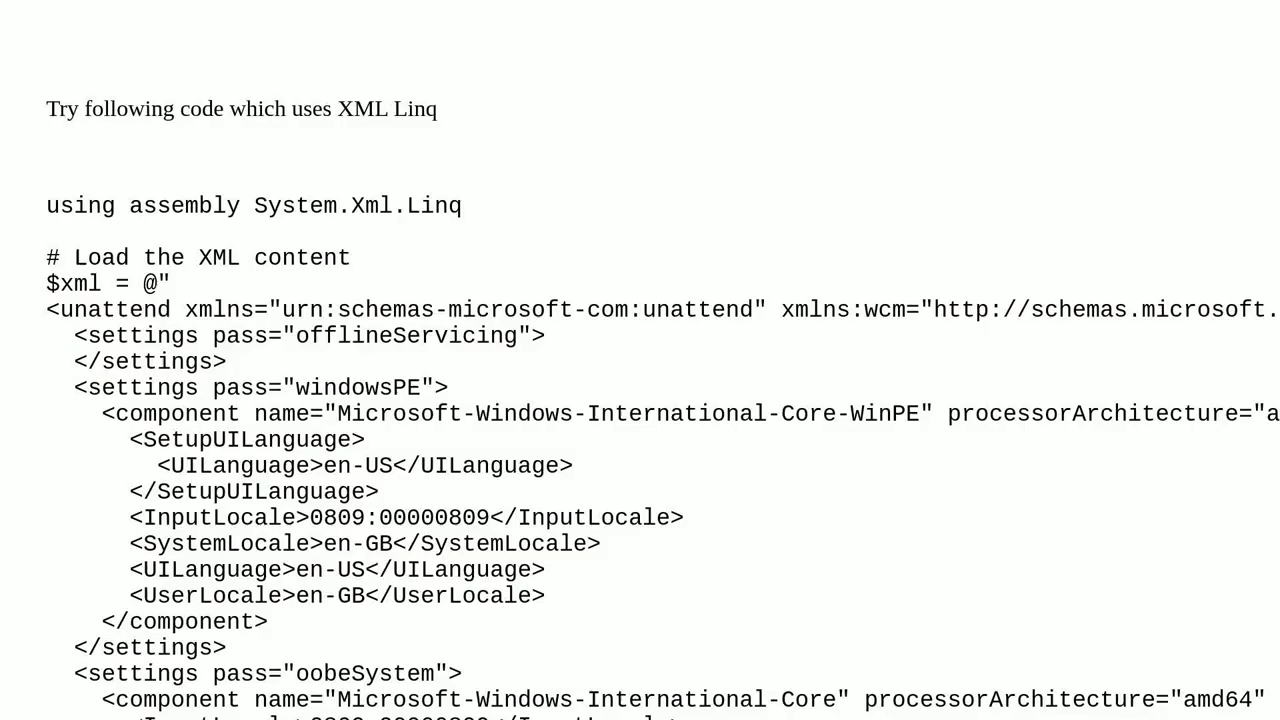 Try following code which uses XML Linq
using assembly System.Xml.Linq
# Load the XML content
$xml = @"
<unattend xmlns="urn:schemas-microsoft-com:unattend" xmlns:wcm="http://schemas.microsoft.
  <settings pass="offlineServicing">
  </settings>
  <settings pass="windowsPE">
    <component name="Microsoft-Windows-International-Core-WinPE" processorArchitecture="a
      <SetupUILanguage>
        <UILanguage>en-US</UILanguage>
      </SetupUILanguage>
      <InputLocale>0809:00000809</InputLocale>
      <SystemLocale>en-GB</SystemLocale>
      <UILanguage>en-US</UILanguage>
      <UserLocale>en-GB</UserLocale>
    </component>
  </settings>
  <settings pass="oobeSystem">
    <component name="Microsoft-Windows-International-Core" processorArchitecture="amd64"